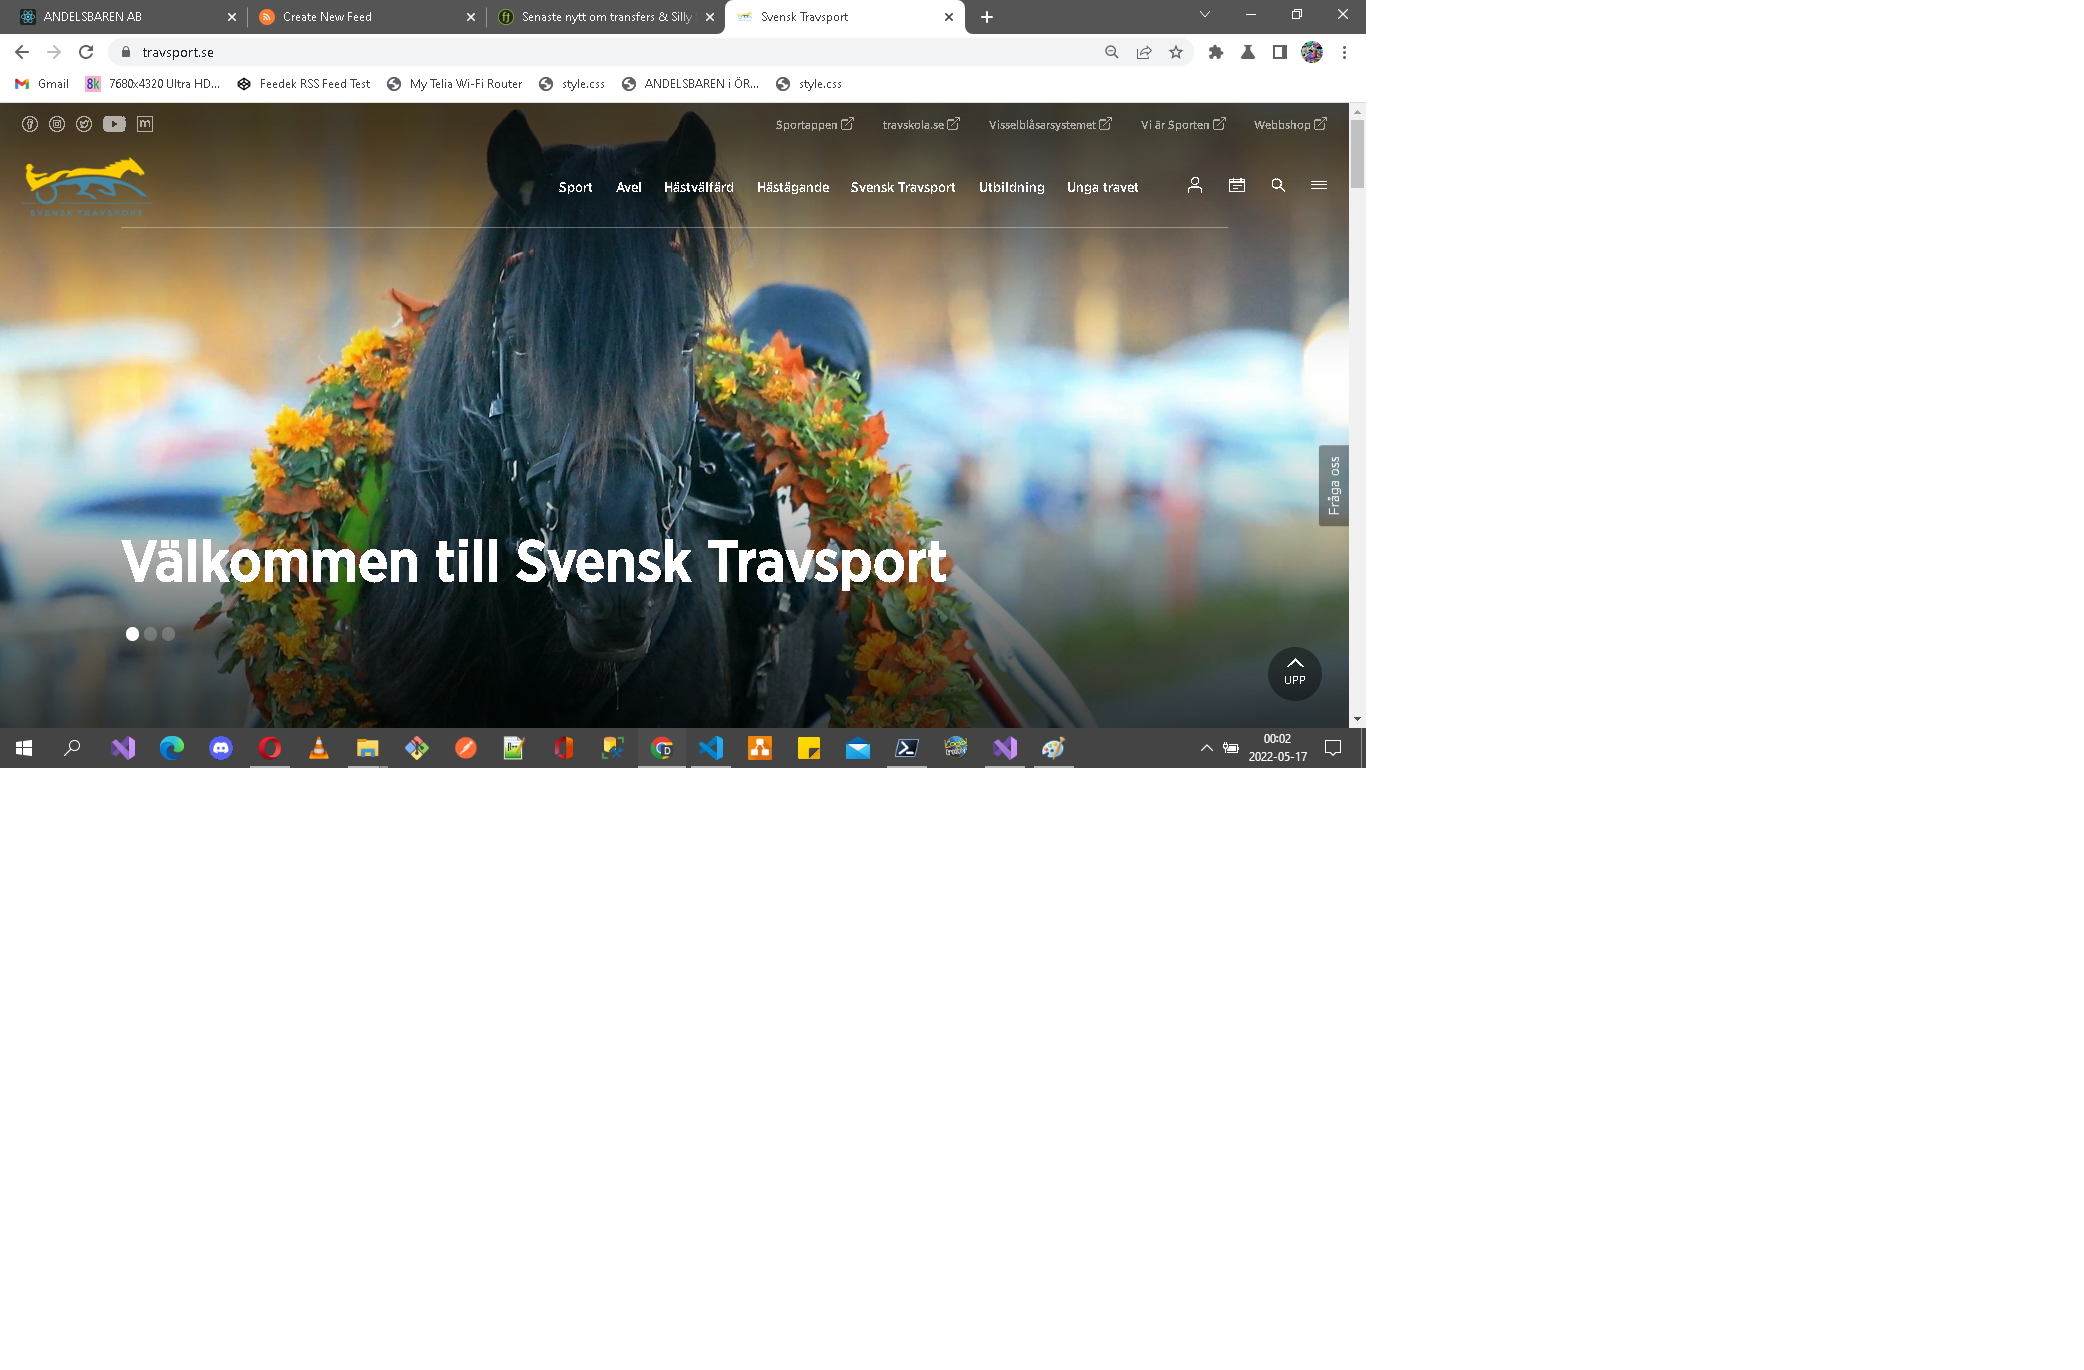 ANDELSBAREN AB
Create New Feed
Senaste nytt om transfers & Silly
Svensk Travsport
travsport.se
Gmail
7680x4320 Ultra HD...
Feedek RSS Feed Test
My Telia Wi-Fi Router
style.css
ANDELSBAREN i ÖR...
style.css
Sportappen
travskola.se
Visselblåsarsystemet
Vi är Sporten
Webbshop
SVENSK TRAVSPORT
Sport
Avel
Hästvälfärd
Hästägande
Svensk Travsport
Utbildning
Unga travet
Fråga oss
Välkommen till Svensk Travsport
UPP
00:02
2022-05-17